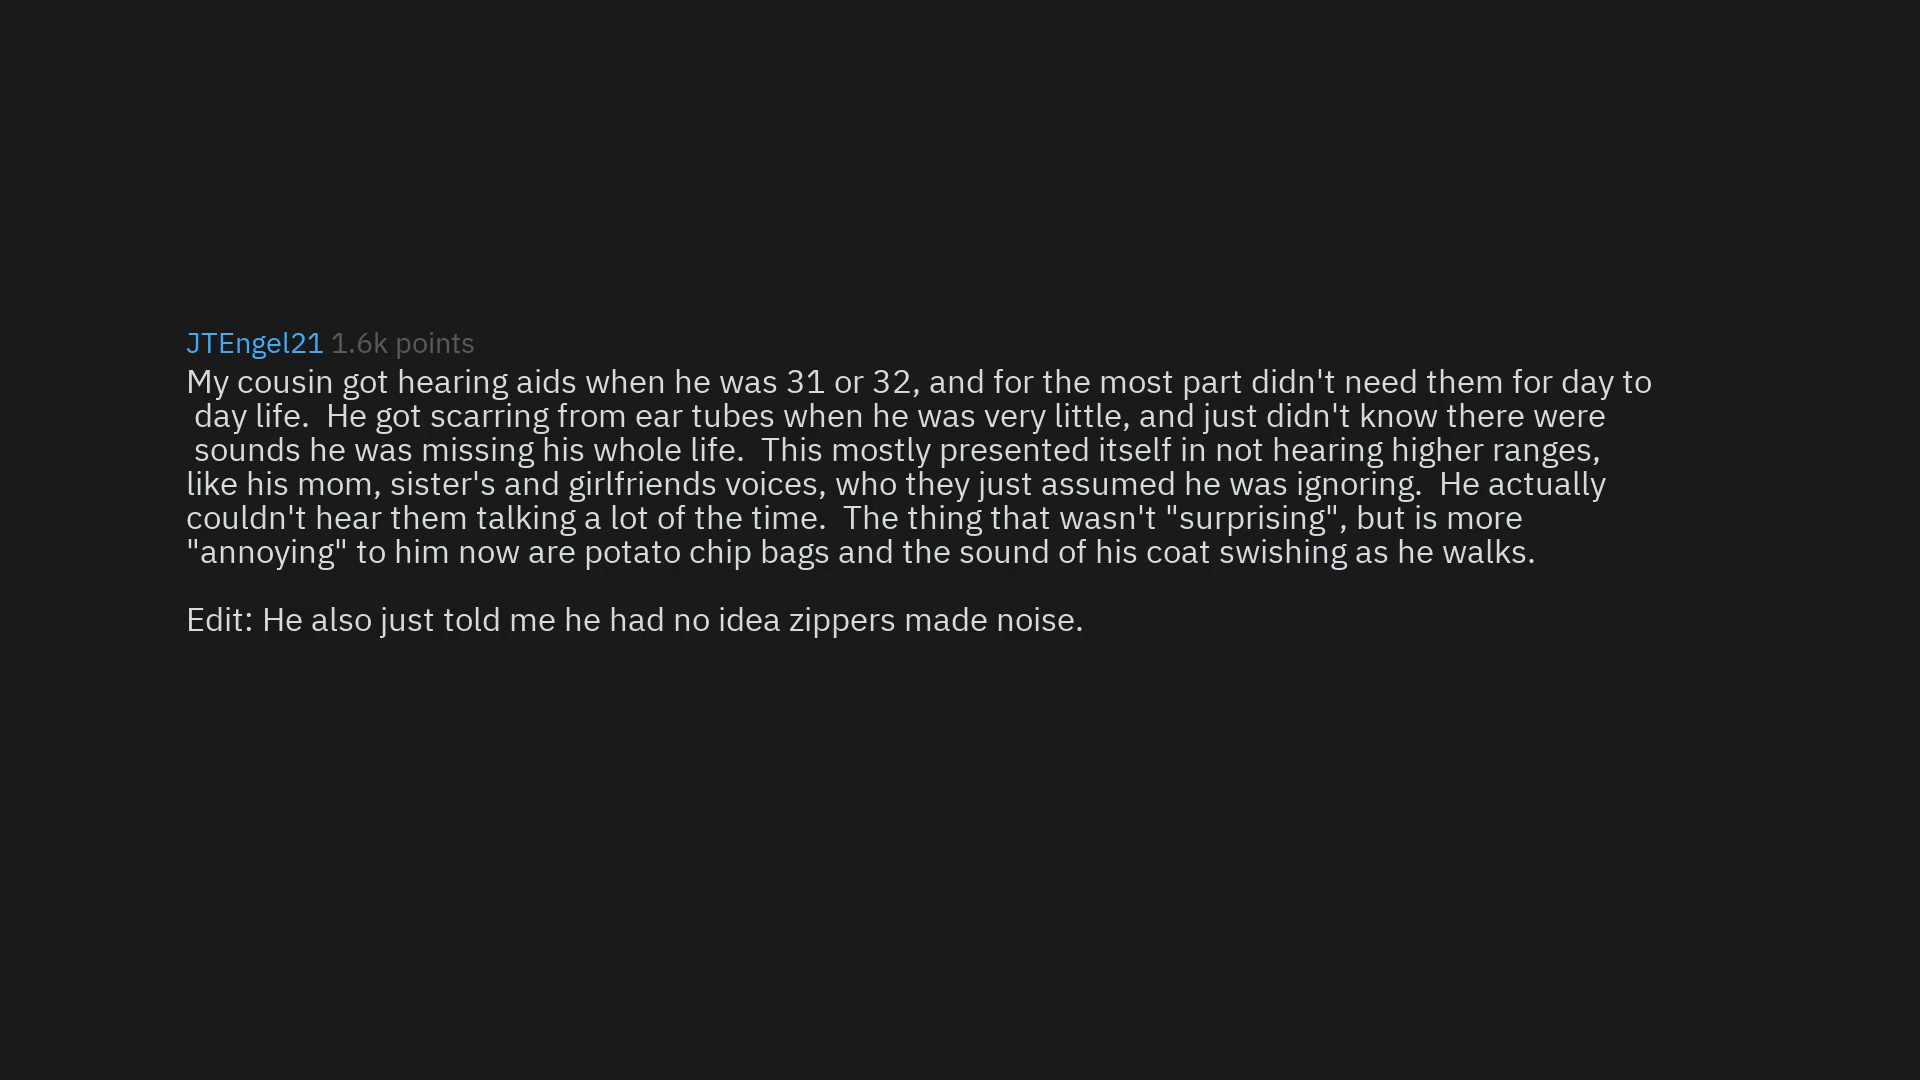 JTEngel21 1.6k points
My cousin got hearing aids when he was 31 or 32, and for the most part didn't need them for day to
day life.  He got scarring from ear tubes when he was very little, and just didn't know there were
sounds he was missing his whole life.  This mostly presented itself in not hearing higher ranges,
like his mom, sister's and girlfriends voices, who they just assumed he was ignoring.  He actually
couldn't hear them talking a lot of the time.  The thing that wasn't "surprising", but is more
"annoying" to him now are potato chip bags and the sound of his coat swishing as he walks.

Edit: He also just told me he had no idea zippers made noise.